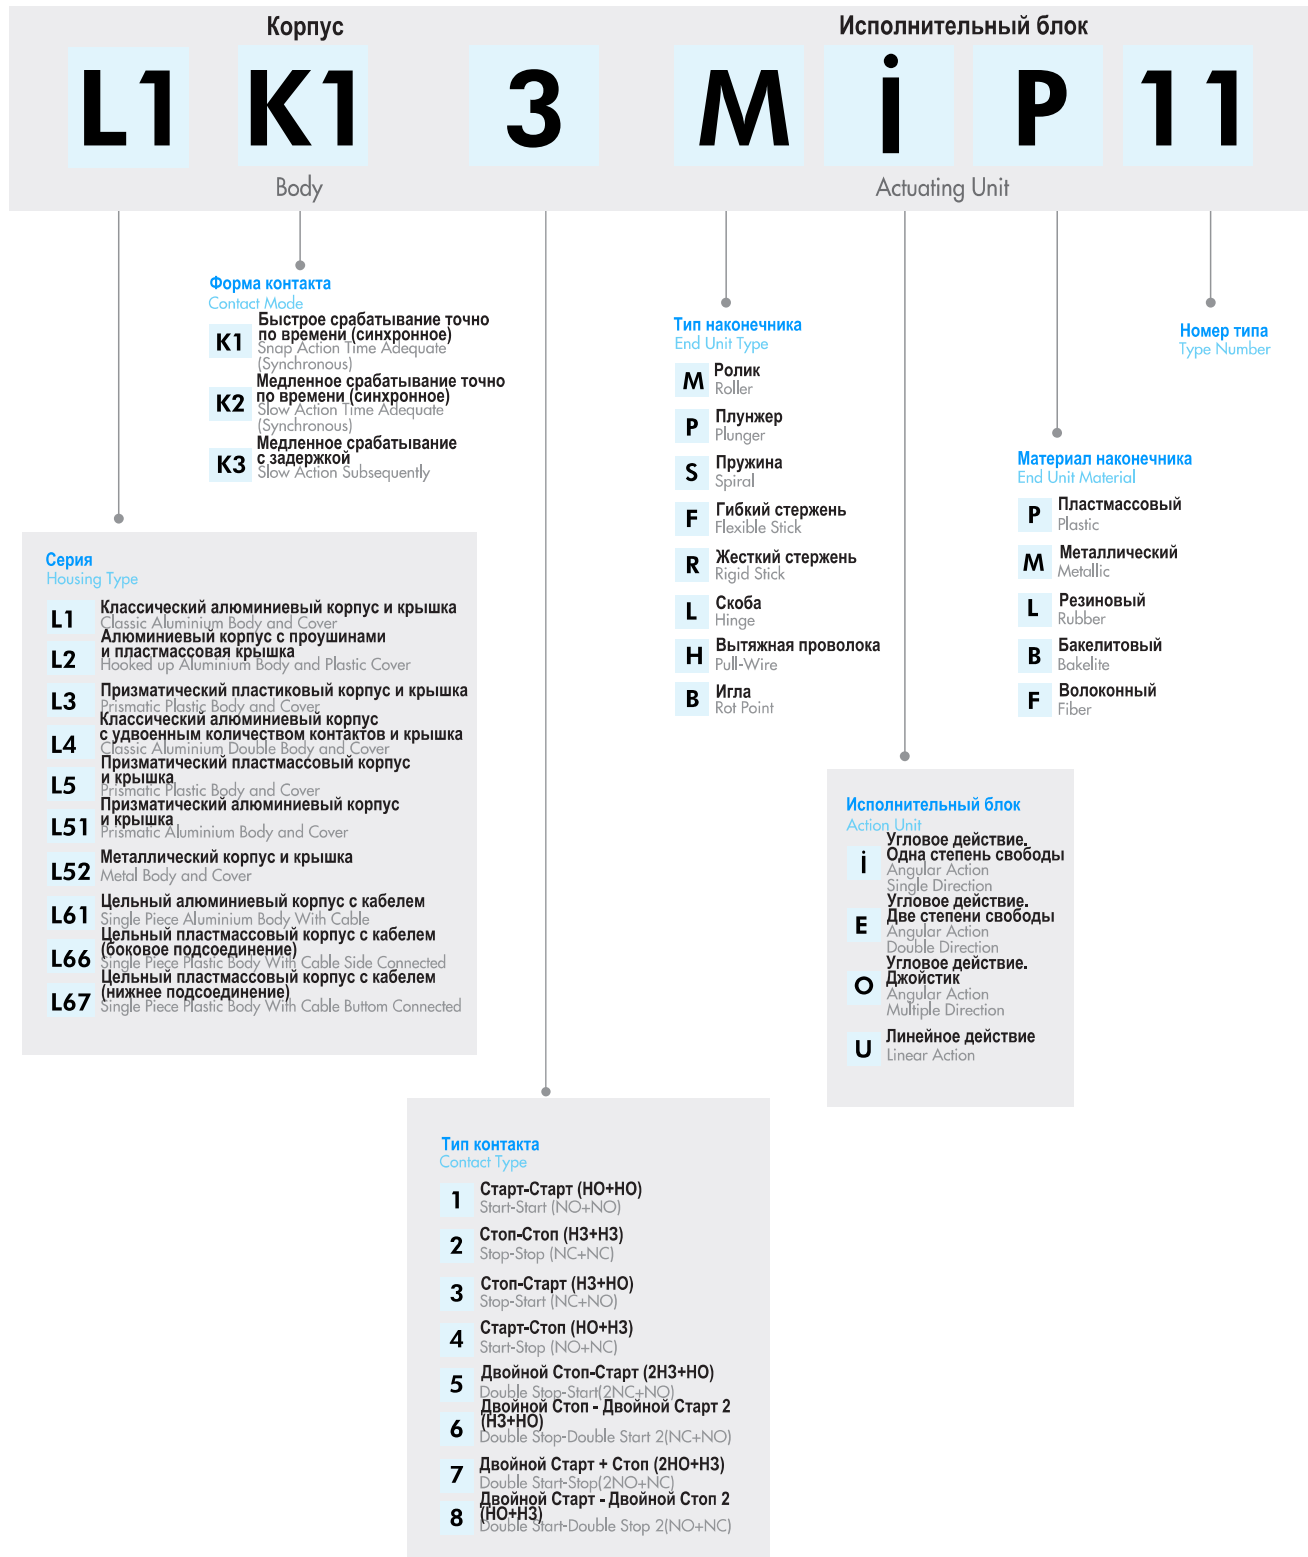 Корпус
Исполнительный блок
L1 K1 3 M i P 11
Body
Actuating Unit
Форма контакта
Contact Mode
K1
Быстрое срабатывание точно
по времени (синхронное)
Snap Action Time Adequate
(Synchronous)
K2
Медленное срабатывание точно
по времени (синхронное)
Slow Action Time Adequate
(Synchronous)
K3
Медленное срабатывание
с задержкой
Slow Action Subsequently
Серия
Housing Type
L1
Классический алюминиевый корпус и крышка
Classic Aluminium Body and Cover
L2
Алюминиевый корпус с проушинами
и пластмассовая крышка
Hooked up Aluminium Body and Plastic Cover
L3
Призматический пластиковый корпус и крышка
Prismatic Plastic Body and Cover
L4
Классический алюминиевый корпус
с удвоенным количеством контактов и крышка
Classic Aluminium Double Body and Cover
L5
Призматический пластмассовый корпус
и крышка
Prismatic Plastic Body and Cover
L51
Призматический алюминиевый корпус
и крышка
Prismatic Aluminium Body and Cover
L52
Металлический корпус и крышка
Metal Body and Cover
L61
Цельный алюминиевый корпус с кабелем
Single Piece Aluminium Body With Cable
L66
Цельный пластмассовый корпус с кабелем
(боковое подсоединение)
Single Piece Plastic Body With Cable Side Connected
L67
Цельный пластмассовый корпус с кабелем
(нижнее подсоединение)
Single Piece Plastic Body With Cable Buttom Connected
Тип контакта
Contact Type
1
Старт-Старт (НО+НО)
Start-Start (NO+NO)
2
Стоп-Стоп (НЗ+НЗ)
Stop-Stop (NC+NC)
3
Стоп-Старт (НЗ+НО)
Stop-Start (NC+NO)
4
Старт-Стоп (НО+НЗ)
Start-Stop (NO+NC)
5
Двойной Стоп-Старт (2НЗ+НО)
Double Stop-Start(2NC+NO)
6
Двойной Стоп - Двойной Старт 2
(НЗ+НО)
Double Stop-Double Start 2(NC+NO)
7
Двойной Старт + Стоп (2НО+НЗ)
Double Start-Stop(2NO+NC)
8
Двойной Старт - Двойной Стоп 2
(НО+НЗ)
Double Start-Double Stop 2(NO+NC)
Тип наконечника
End Unit Type
M
Ролик
Roller
P
Плунжер
Plunger
S
Пружина
Spiral
F
Гибкий стержень
Flexible Stick
R
Жесткий стержень
Rigid Stick
L
Скоба
Hinge
H
Вытяжная проволока
Pull-Wire
B
Игла
Rot Point
Исполнительный блок
Action Unit
i
Угловое действие.
Одна степень свободы
Angular Action
Single Direction
E
Угловое действие.
Две степени свободы
Angular Action
Double Direction
O
Угловое действие.
Джойстик
Angular Action
Multiple Direction
U
Линейное действие
Linear Action
Материал наконечника
End Unit Material
P
Пластмассовый
Plastic
M
Металлический
Metallic
L
Резиновый
Rubber
B
Бакелитовый
Bakelite
F
Волоконный
Fiber
Номер типа
Type Number